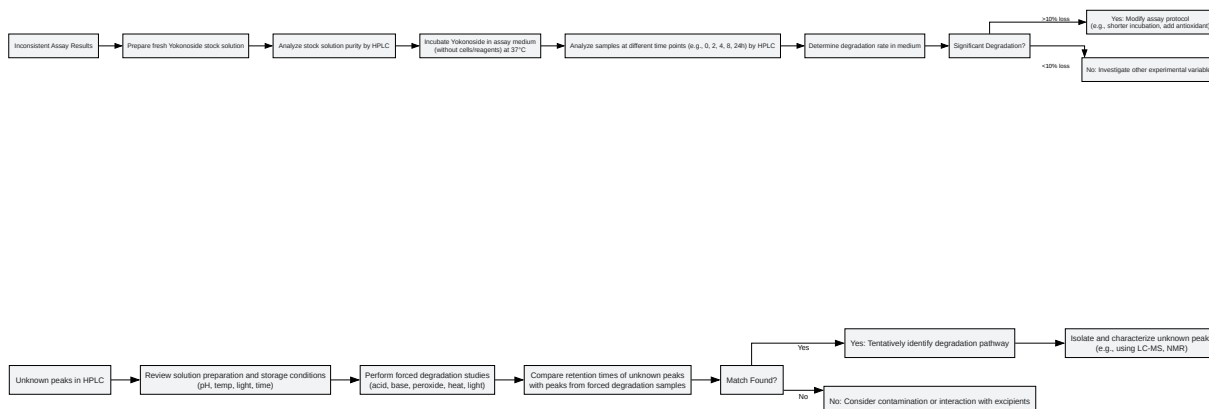 >10% loss
Yes: Modify assay protocol
(e.g., shorter incubation, add antioxidant)
Inconsistent Assay Results
Prepare fresh Yokonoside stock solution
Analyze stock solution purity by HPLC
Incubate Yokonoside in assay medium
(without cells/reagents) at 37°C
Analyze samples at different time points (e.g., 0, 2, 4, 8, 24h) by HPLC
Determine degradation rate in medium
Significant Degradation?
<10% loss
No: Investigate other experimental variable
Unknown peaks in HPLC
Review solution preparation and storage conditions
(pH, temp, light, time)
Perform forced degradation studies
(acid, base, peroxide, heat, light)
Compare retention times of unknown peaks
with peaks from forced degradation samples
Match Found?
Yes
Yes: Tentatively identify degradation pathway
Isolate and characterize unknown peak
(e.g., using LC-MS, NMR)
No
No: Consider contamination or interaction with excipients